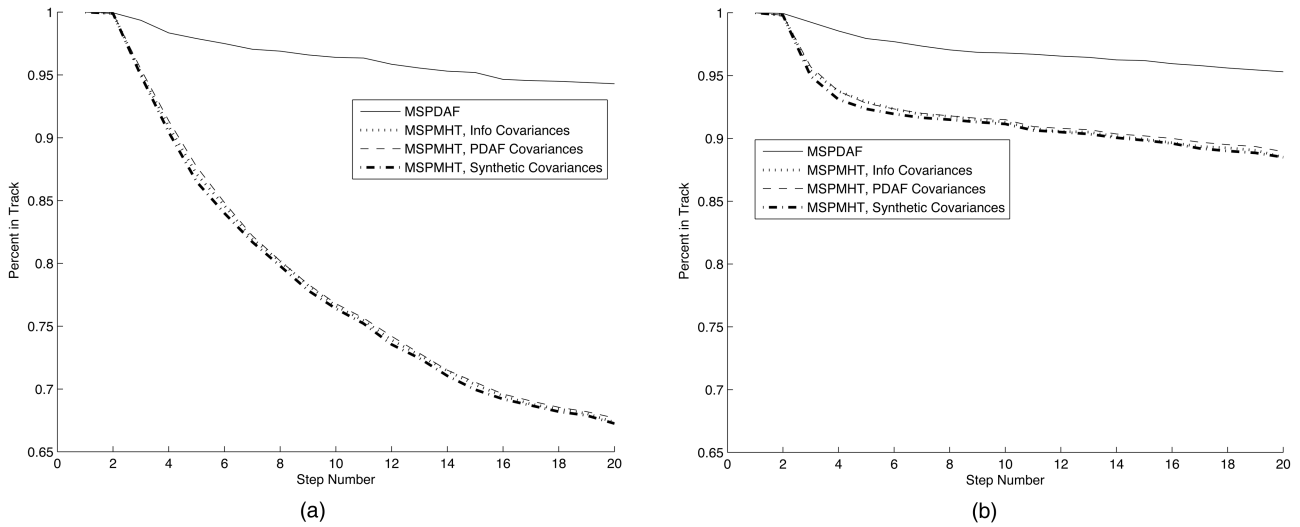 1
0.95
0.9
0.85
0.8
0.75
0.7
0.65
Percent in Track
MSPDAF
MSPMHT, Info Covariances
MSPMHT, PDAF Covariances
MSPMHT, Synthetic Covariances
0 2 4 6 8 10 12 14 16 18 20
Step Number
(a)
1
0.95
0.9
0.85
0.8
0.75
0.7
0.65
Percent in Track
MSPDAF
MSPMHT, Info Covariances
MSPMHT, PDAF Covariances
MSPMHT, Synthetic Covariances
0 2 4 6 8 10 12 14 16 18 20
Step Number
(b)